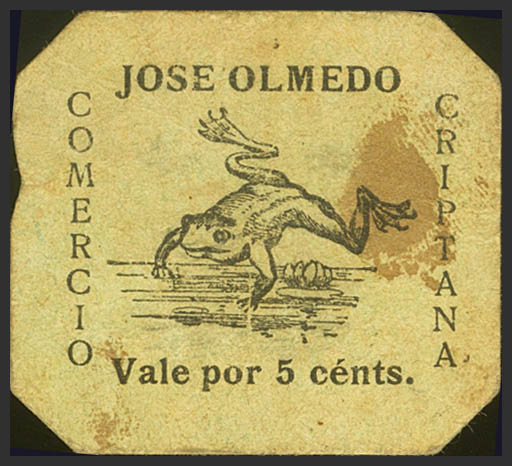 JOSE OLMEDO
COMERCIO
CRIPTANA
Vale por 5 cénts.